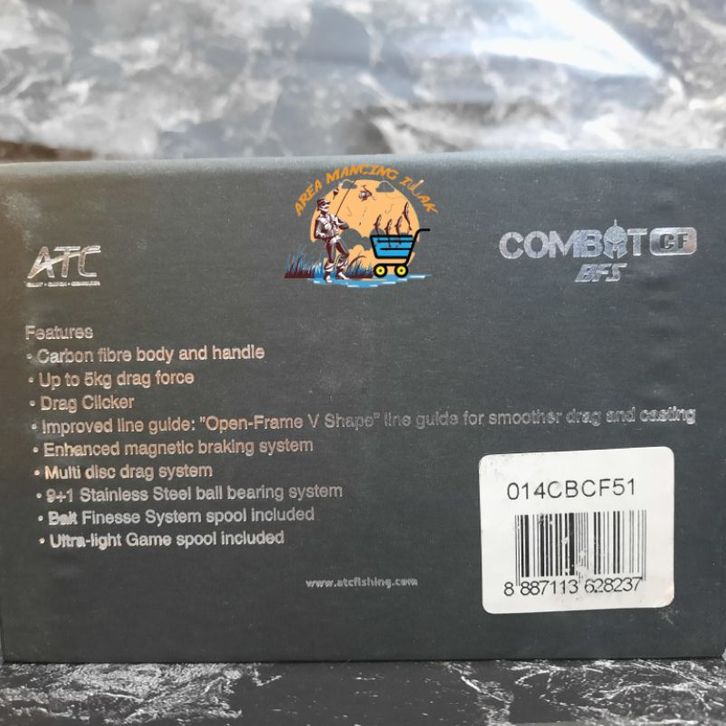 AREA MANCING IJAK
ATC
COMBAT CF
BFS
Features
• Carbon fibre body and handle
• Up to 5kg drag force
• Drag Clicker
• Improved line guide: "Open-Frame V Shape" line guide for smoother drag and casting
• Enhanced magnetic braking system
• Multi disc drag system
• 9+1 Stainless Steel ball bearing system
• Bait Finesse System spool included
• Ultra-light Game spool included
014CBCF51
8 887113 628237
www.atcfishing.com